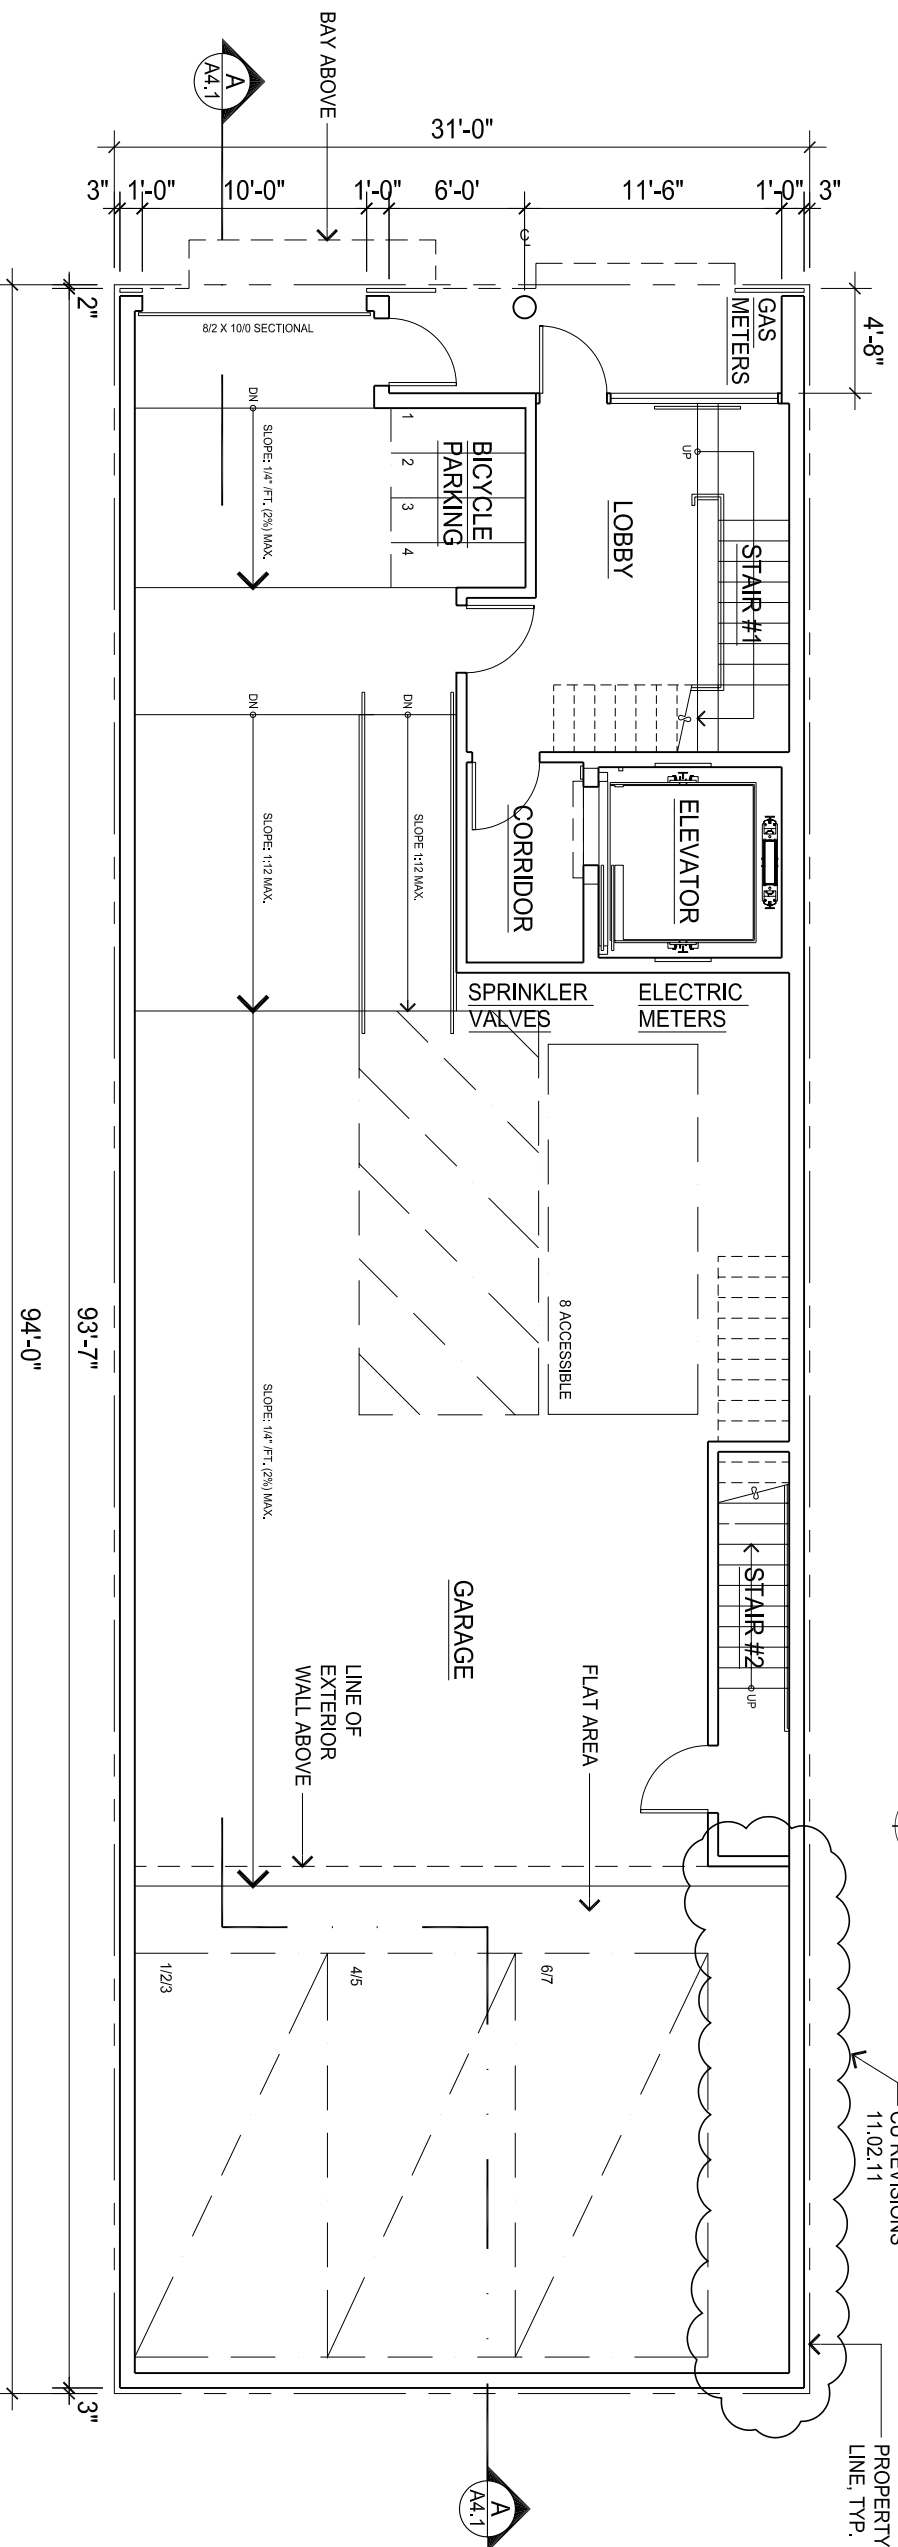 BAY ABOVE
A
A4.1
31'-0"
3"
1'-0"
10'-0"
1'-0"
6'-0'
11'-6"
1'-0"
3"
4'-8"
2"
8/2 X 10/0 SECTIONAL
GAS
METERS
DN
SLOPE: 1/4" /FT. (2%) MAX.
1
2
3
4
BICYCLE
PARKING
LOBBY
UP
STAIR #1
DN
DN
SLOPE: 1:12 MAX.
SLOPE 1:12 MAX.
CORRIDOR
ELEVATOR
SPRINKLER
VALVES
ELECTRIC
METERS
8 ACCESSIBLE
93'-7"
94'-0"
SLOPE: 1/4" /FT. (2%) MAX.
GARAGE
STAIR #2
UP
LINE OF
EXTERIOR
WALL ABOVE
FLAT AREA
1/2/3
4/5
6/7
REVISIONS
11.02.11
3"
PROPERTY
LINE, TYP.
A
A4.1